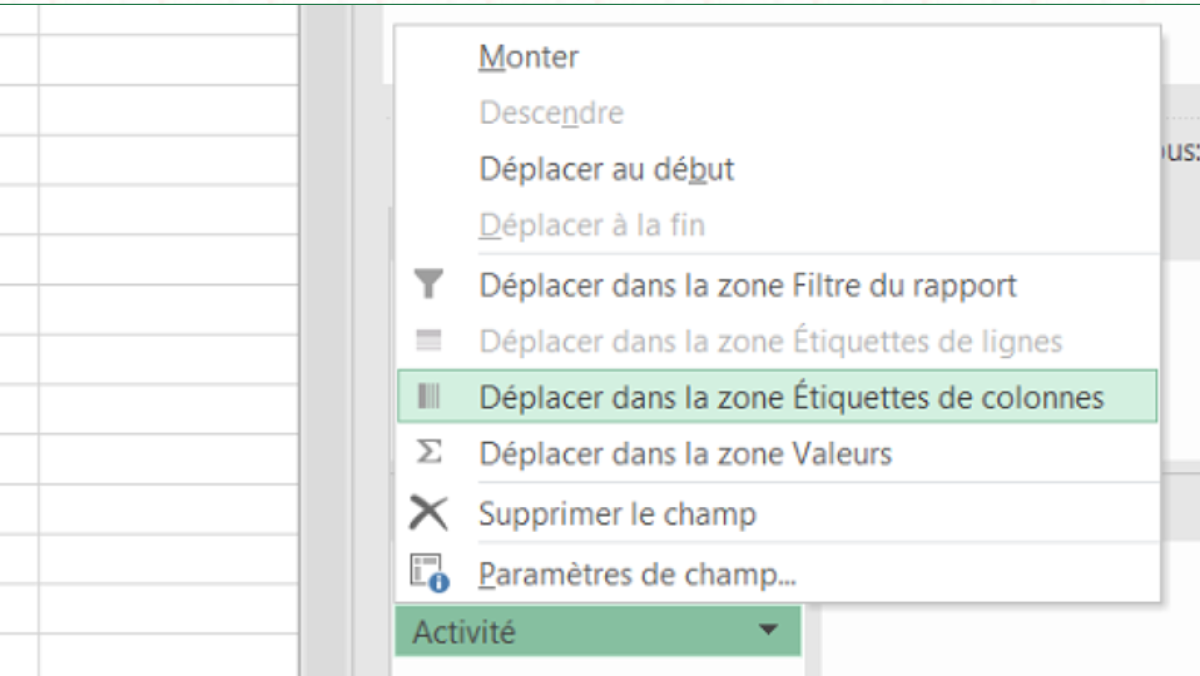 Monter
Descendre
Déplacer au début
Déplacer à la fin
Déplacer dans la zone Filtre du rapport
Déplacer dans la zone Étiquettes de lignes
Déplacer dans la zone Étiquettes de colonnes
Σ Déplacer dans la zone Valeurs
Supprimer le champ
Paramètres de champ...
Activité